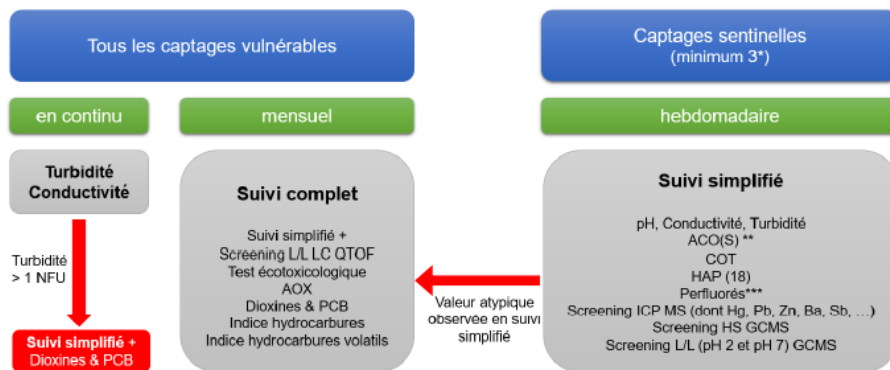 Tous les captages vulnérables
Captages sentinelles
(minimum 3*)
en continu
mensuel
hebdomadaire
Turbidité
Conductivité
Turbidité
> 1 NFU
Suivi simplifié +
Dioxines & PCB
Suivi complet
Suivi simplifié +
Screening L/L LC QTOF
Test écotoxicologique
AOX
Dioxines & PCB
Indice hydrocarbures
Indice hydrocarbures volatils
Valeur atypique
observée en suivi
simplifié
Suivi simplifié
pH, Conductivité, Turbidité
ACO(S) **
COT
HAP (18)
Perfluorés***
Screening ICP MS (dont Hg, Pb, Zn, Ba, Sb, ...)
Screening HS GCMS
Screening L/L (pH 2 et pH 7) GCMS